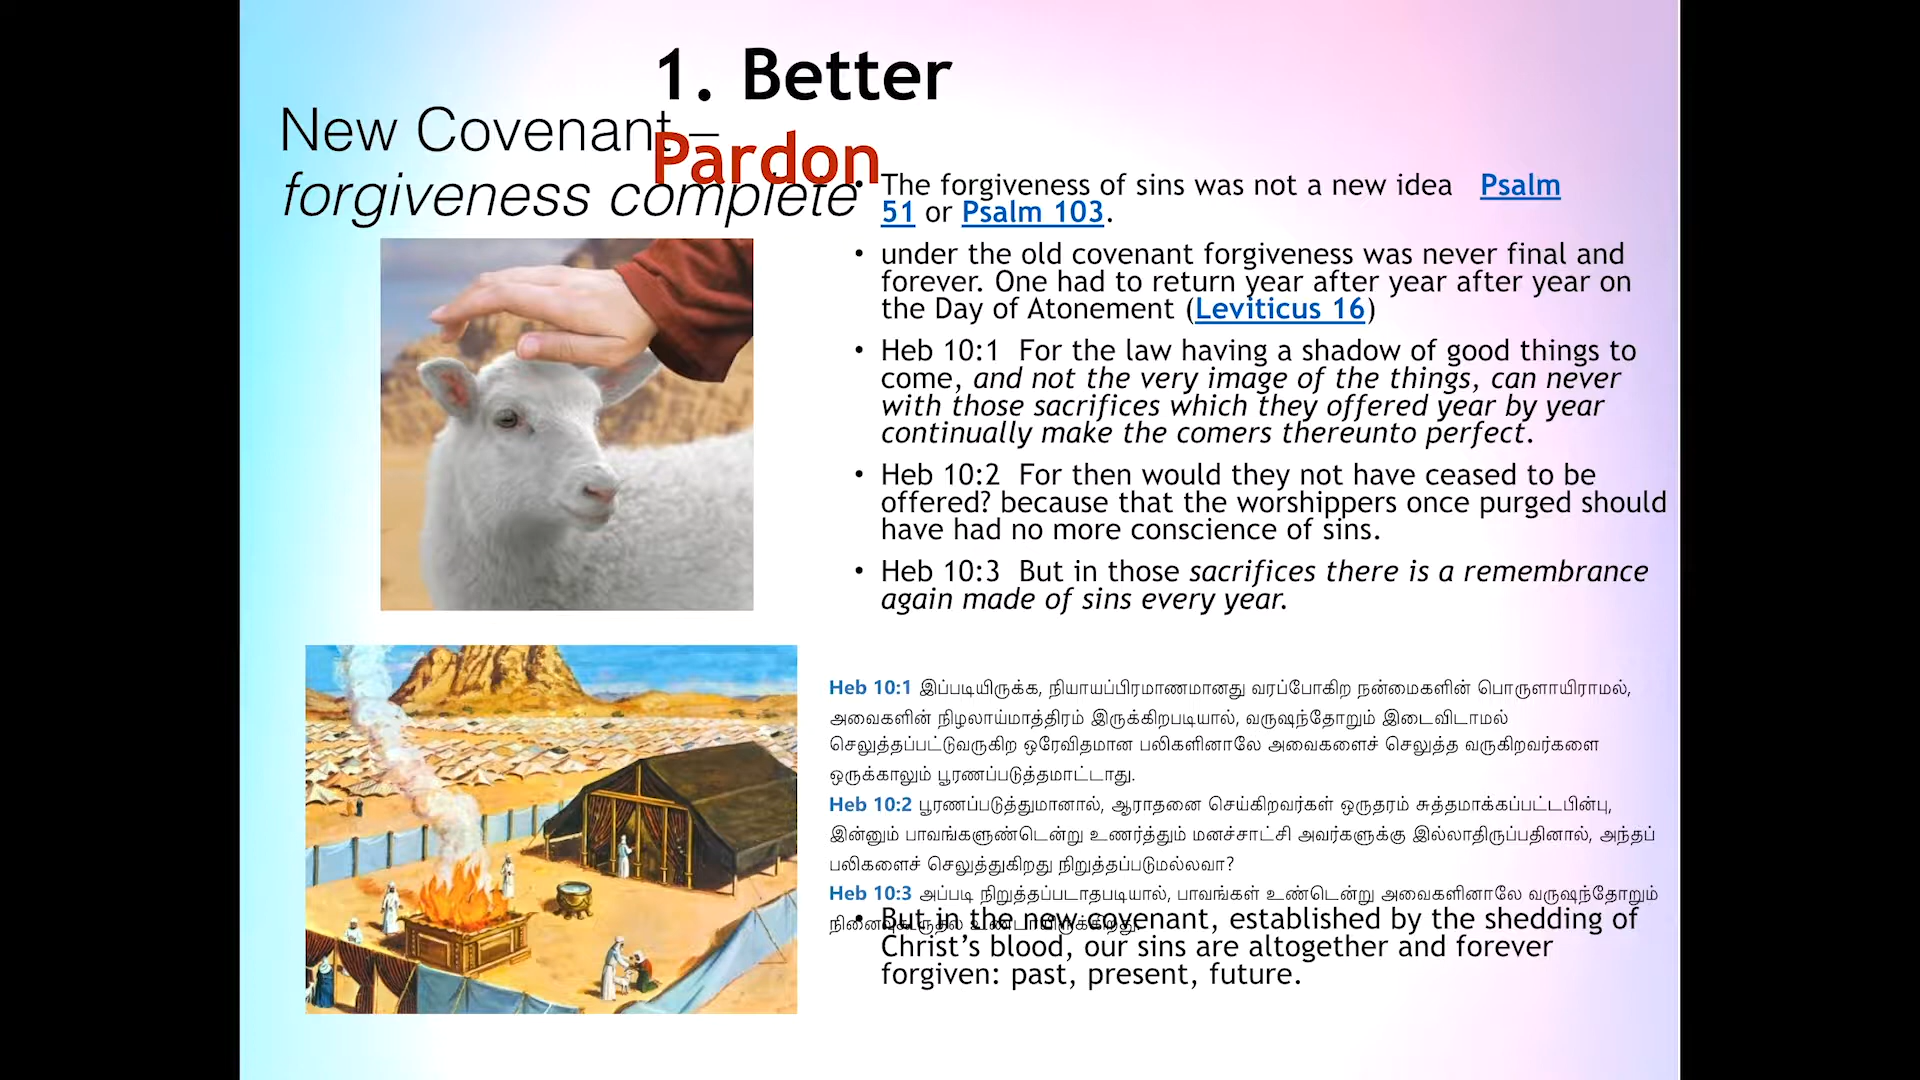 1. Better
Pardon
New Covenant –
forgiveness complete
• The forgiveness of sins was not a new idea Psalm
51 or Psalm 103.
• under the old covenant forgiveness was never final and
forever. One had to return year after year after year on
the Day of Atonement (Leviticus 16)
• Heb 10:1 For the law having a shadow of good things to
come, and not the very image of the things, can never
with those sacrifices which they offered year by year
continually make the comers thereunto perfect.
• Heb 10:2 For then would they not have ceased to be
offered? because that the worshippers once purged should
have had no more conscience of sins.
• Heb 10:3 But in those sacrifices there is a remembrance
again made of sins every year.
Heb 10:1 இப்படியிருக்க, நியாயப்பிரமாணமானது வரப்போகிற நன்மைகளின் பொருளாயிராமல்,
அவைகளின் நிழலாய்மாத்திரம் இருக்கிறபடியால், வருஷந்தோறும் இடைவிடாமல்
செலுத்தப்பட்டுவருகிற ஒரேவிதமான பலிகளினாலே அவைகளைச் செலுத்த வருகிறவர்களை
ஒருக்காலும் பூரணப்படுத்தமாட்டாது.
Heb 10:2 பூரணப்படுத்துமானால், ஆராதனை செய்கிறவர்கள் ஒருதரம் சுத்தமாக்கப்பட்டபின்பு,
இன்னும் பாவங்களுண்டென்று உணர்த்தும் மனச்சாட்சி அவர்களுக்கு இல்லாதிருப்பதினால், அந்தப்
பலிகளைச் செலுத்துகிறது நிறுத்தப்படுமல்லவா?
Heb 10:3 அப்படி நிறுத்தப்படாதபடியால், பாவங்கள் உண்டென்று அவைகளினாலே வருஷந்தோறும்
• But in the new covenant, established by the shedding of
Christ’s blood, our sins are altogether and forever
forgiven: past, present, future.